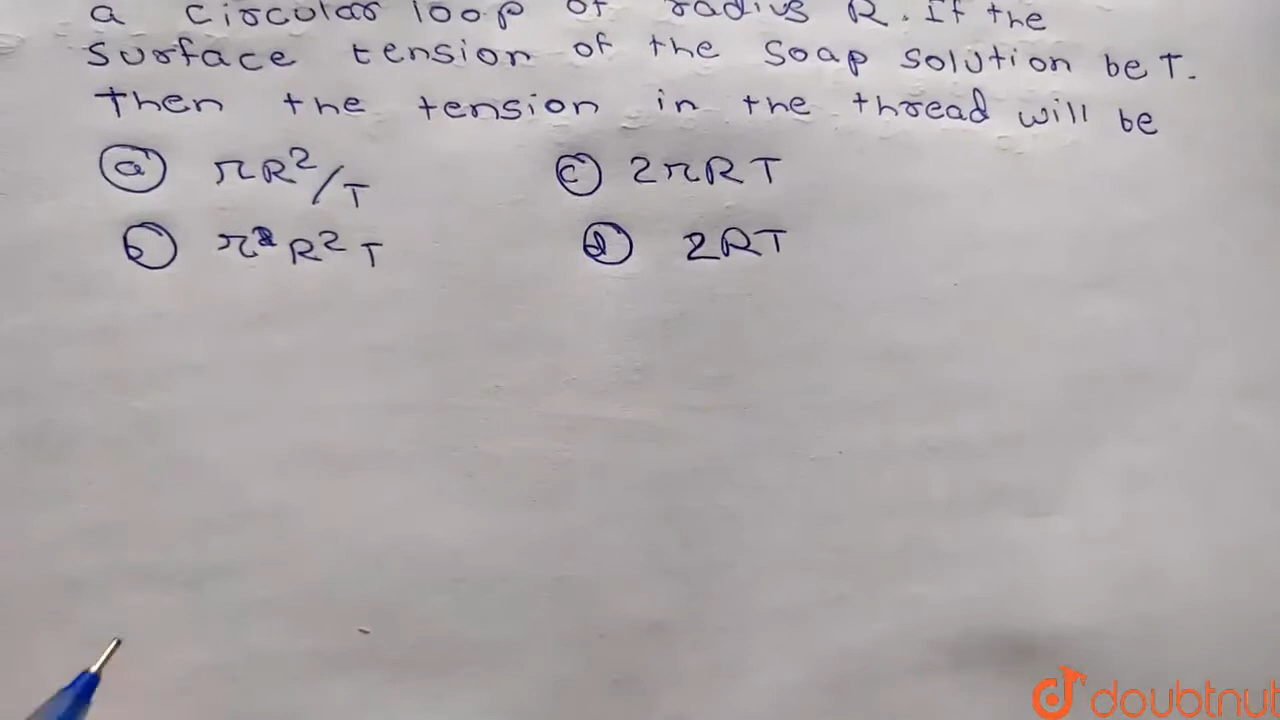 a circular loop of radius R. If the
surface tension of the soap solution be T.
Then the tension in the thread will be
(a) πR²/T (c) 2πRT
(b) π²R²T (d) 2RT
doubtnut